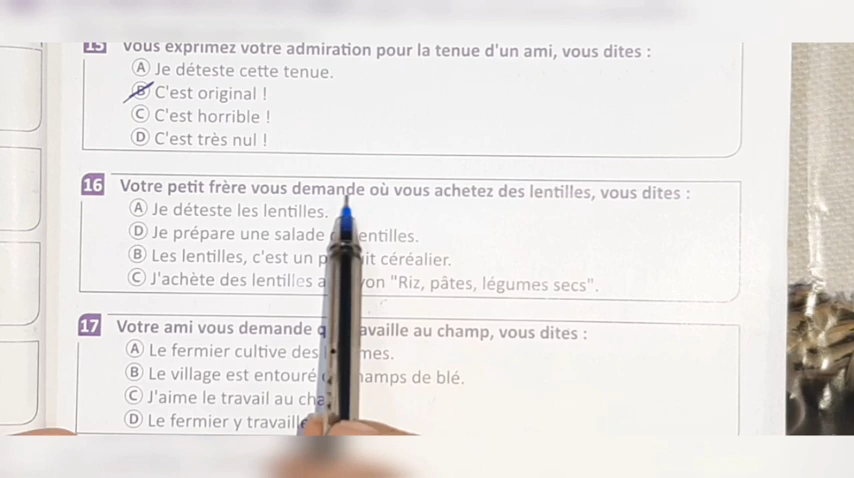 15 Vous exprimez votre admiration pour la tenue d'un ami, vous dites :
A Je déteste cette tenue.
B C'est original !
C C'est horrible !
D C'est très nul !
16 Votre petit frère vous demande où vous achetez des lentilles, vous dites :
A Je déteste les lentilles.
D Je prépare une salade entilles.
B Les lentilles, c'est un p it céréalier.
C J'achète des lentilles a yon "Riz, pâtes, légumes secs".
17 Votre ami vous demande q availle au champ, vous dites :
A Le fermier cultive des mes.
B Le village est entouré hamps de blé.
C J'aime le travail au cha
D Le fermier y travaille